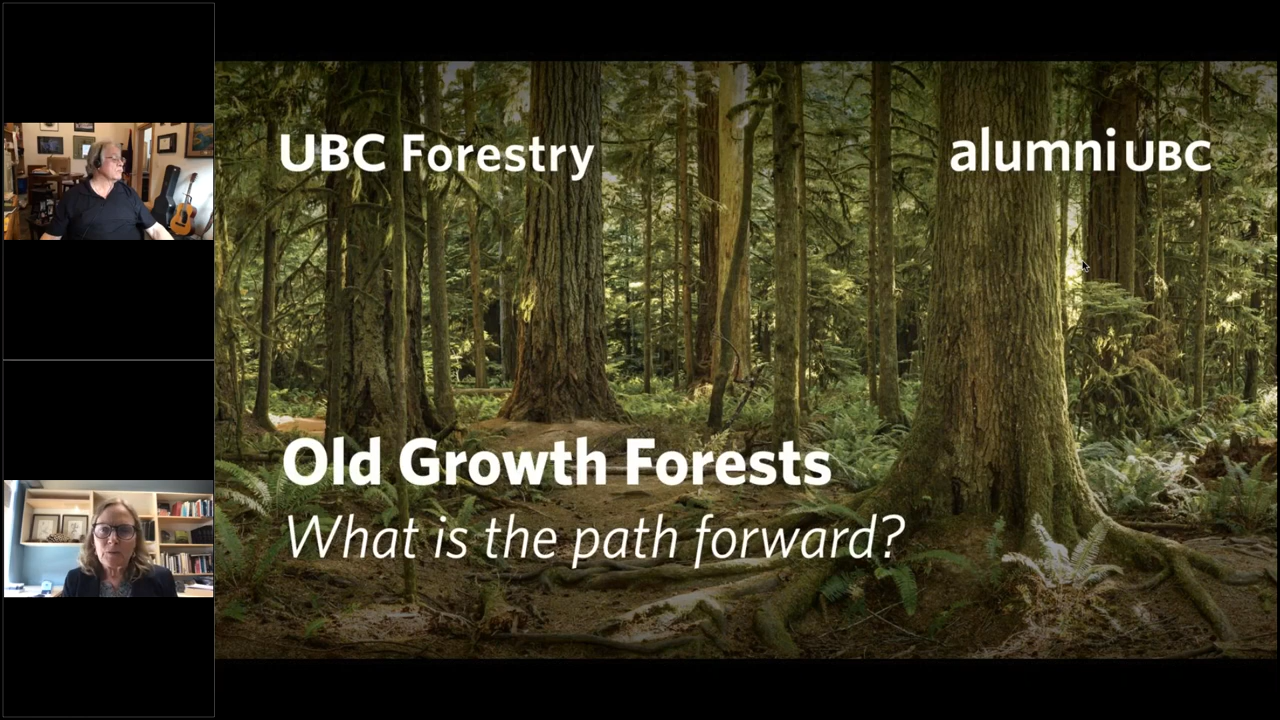 UBC Forestry
alumni UBC
Old Growth Forests
What is the path forward?